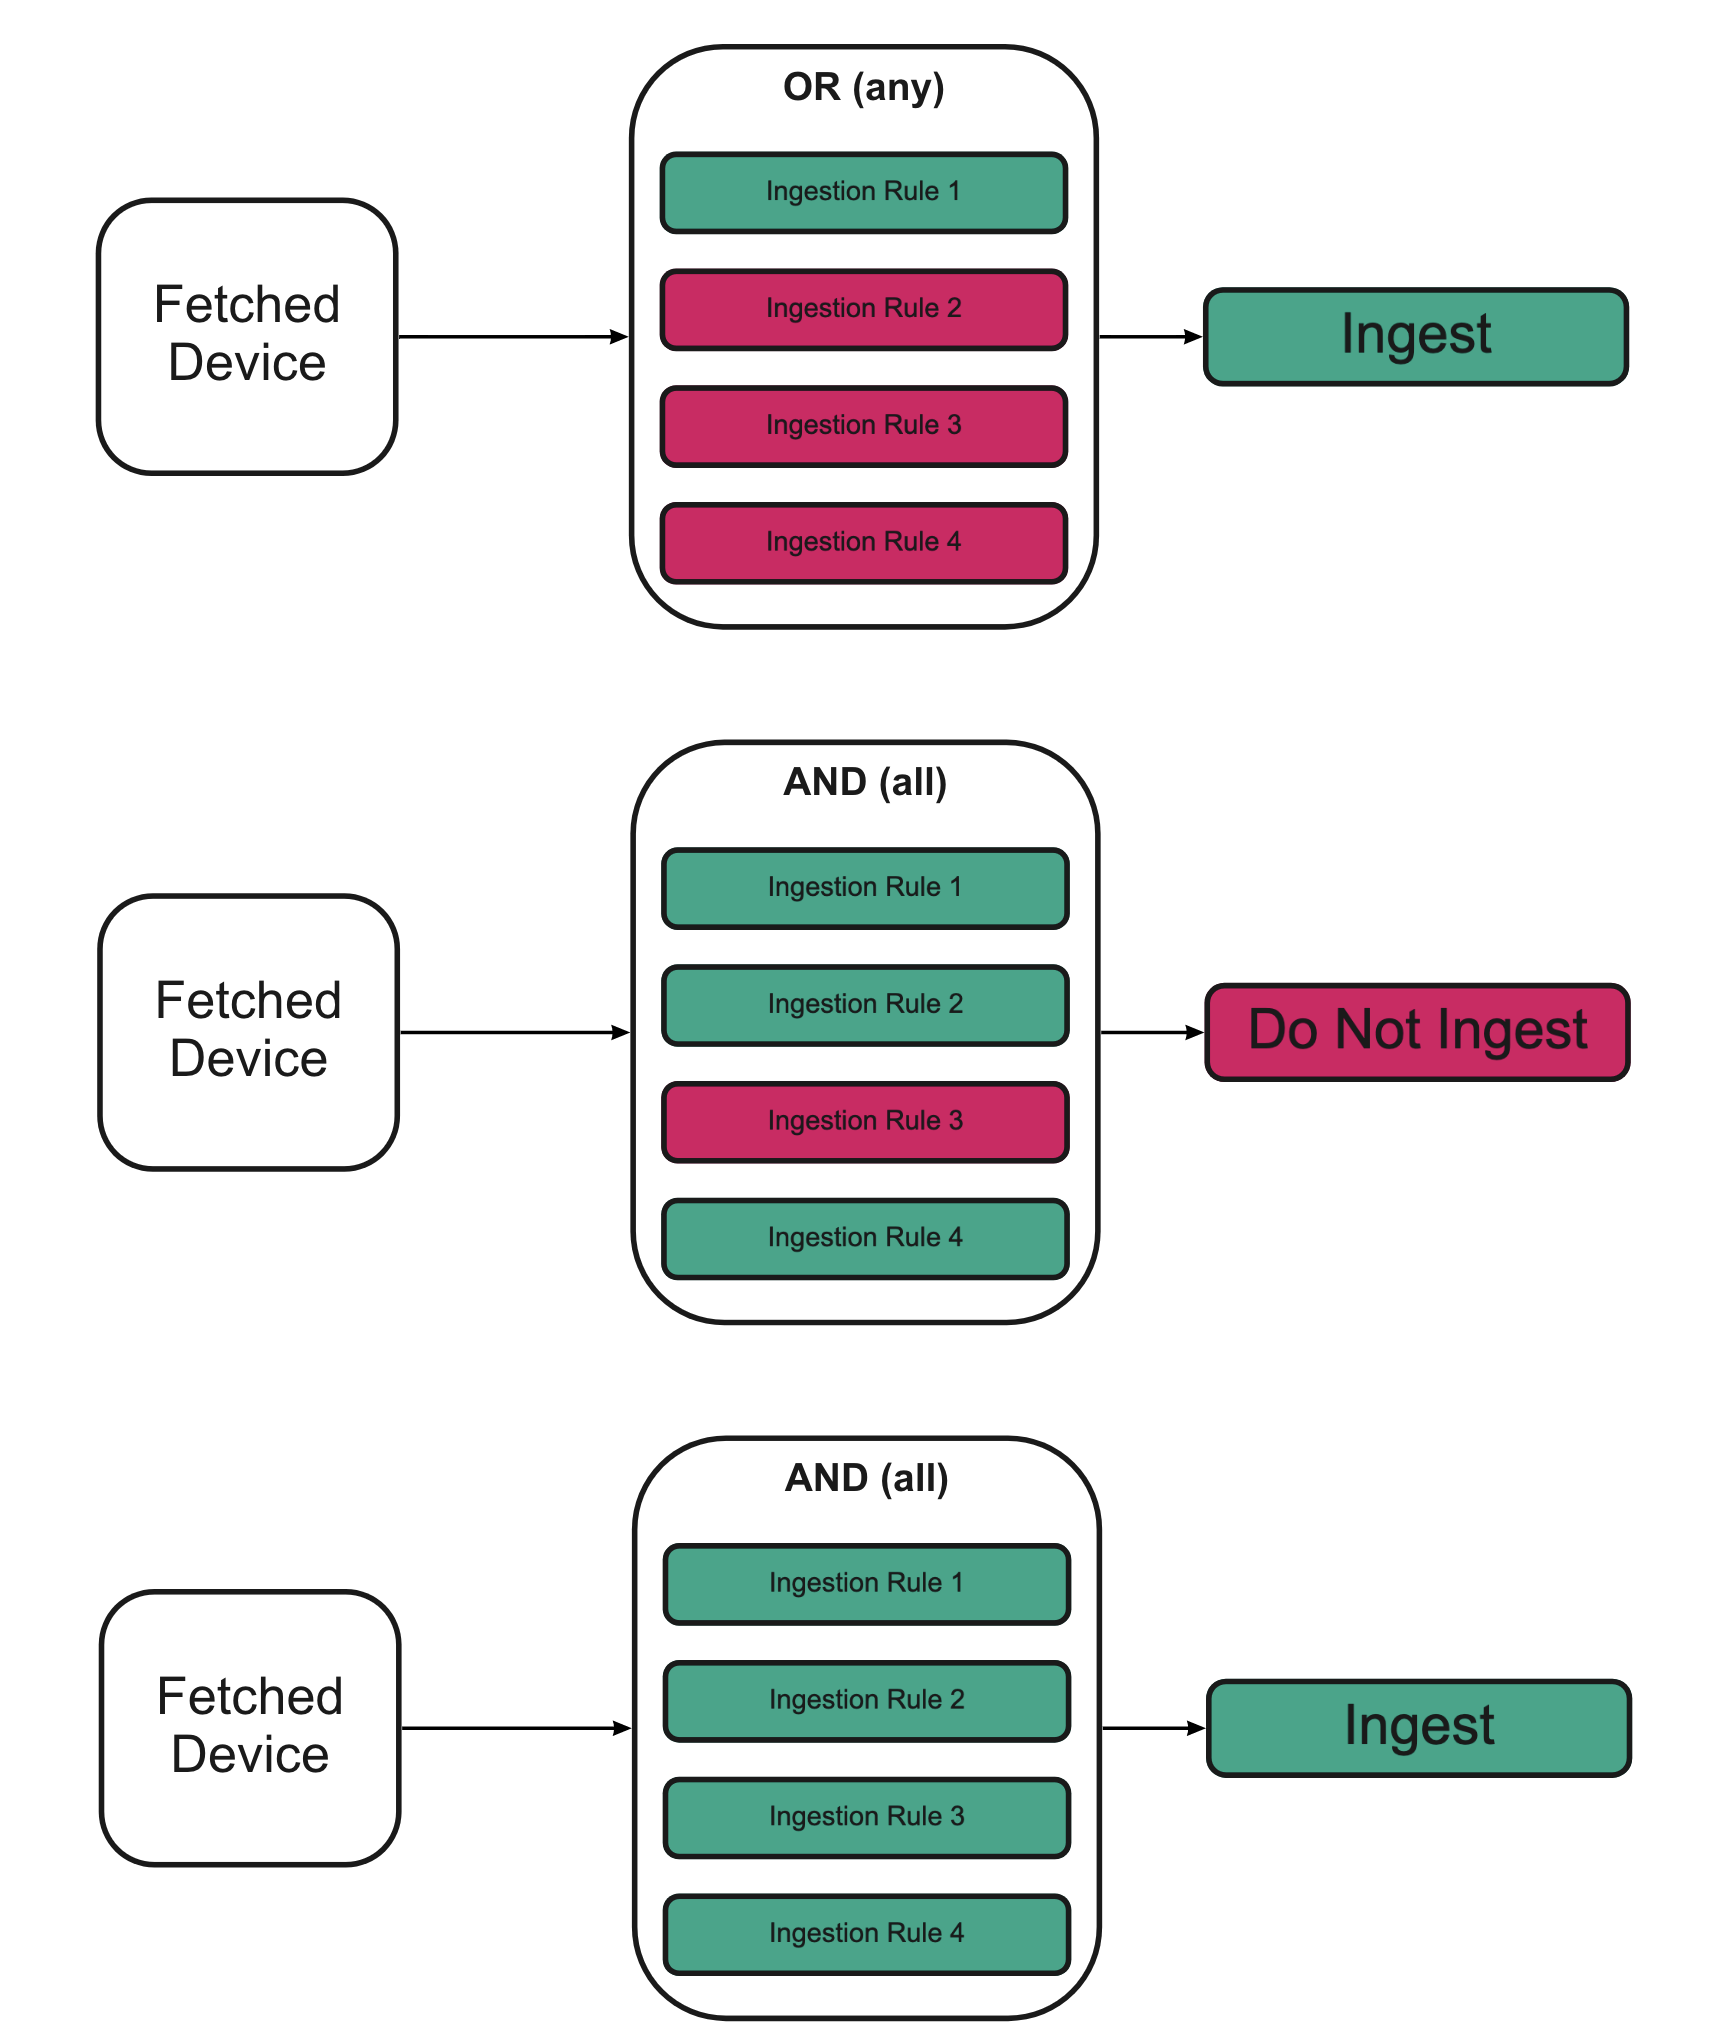 OR (any)
Ingestion Rule 1
Ingestion Rule 2
Ingestion Rule 3
Ingestion Rule 4
Fetched
Device
Ingest
AND (all)
Ingestion Rule 1
Ingestion Rule 2
Ingestion Rule 3
Ingestion Rule 4
Fetched
Device
Do Not Ingest
AND (all)
Ingestion Rule 1
Ingestion Rule 2
Ingestion Rule 3
Ingestion Rule 4
Fetched
Device
Ingest